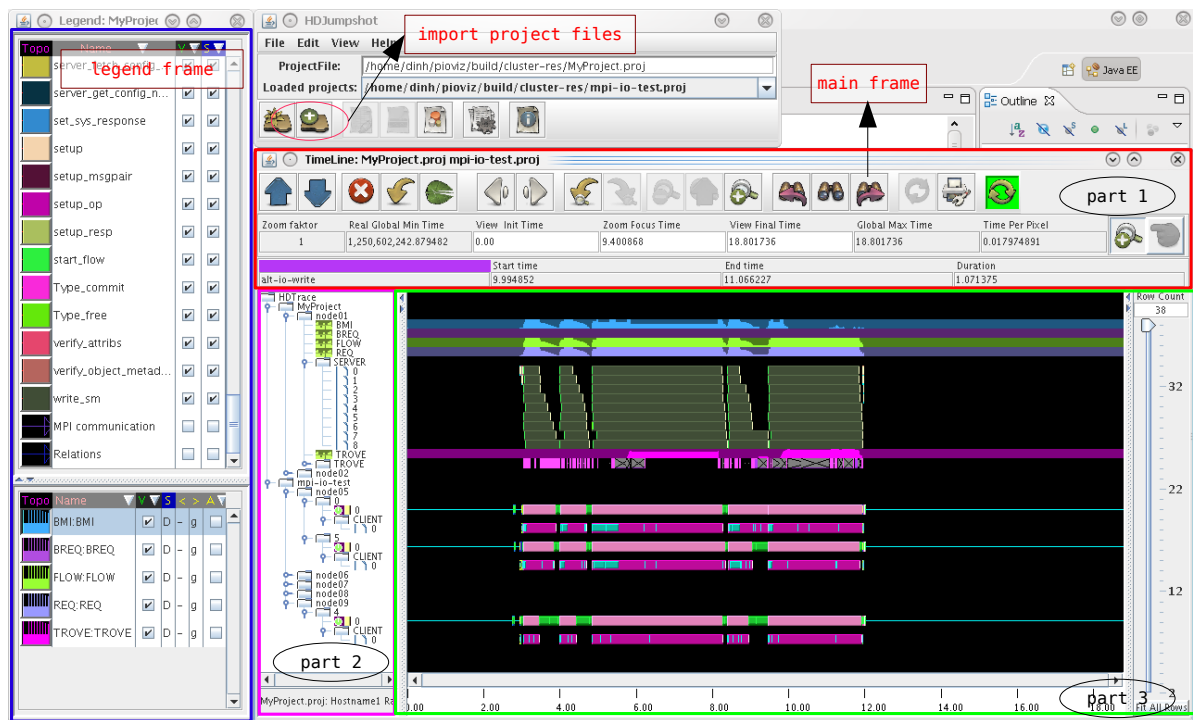 Legend: MyProjec
Topo Name V S
legend frame
server_fetch_config_
server_get_config_n...
set_sys_response
setup
setup_msgpair
setup_op
setup_resp
start_flow
Type_commit
Type_free
verify_attribs
verify_object_metad...
write_sm
MPI communication
Relations
Topo Name V S < > A
BMI:BMI D - g
BREQ:BREQ D - g
FLOW:FLOW D - g
REQ:REQ D - g
TROVE:TROVE D - g
HDJumpshot
File Edit View Help
import project files
ProjectFile: /home/dinh/pioviz/build/cluster-res/MyProject.proj
Loaded projects: /home/dinh/pioviz/build/cluster-res/mpi-io-test.proj
main frame
Java EE
Outline
TimeLine: MyProject.proj mpi-io-test.proj
part 1
Zoom faktor Real Global Min Time View Init Time Zoom Focus Time View Final Time Global Max Time Time Per Pixel
1 1,250,602,242.879482 0.00 9.400868 18.801736 18.801736 0.017974891
Start time End time Duration
alt-io-write 9.994852 11.066227 1.071375
HDTrace
MyProject
node01
BMI
BREQ
FLOW
REQ
SERVER
0
1
2
3
4
5
6
7
8
TROVE
TROVE
node02
mpi-io-test
node05
0
0
CLIENT
0
5
0
CLIENT
0
node06
node07
node08
node09
4
0
CLIENT
0
part 2
MyProject.proj: Hostname1 Ra
Row Count
38
32
22
12
2
Fit All Rows
part 3
0.00 2.00 4.00 6.00 8.00 10.00 12.00 14.00 16.00 18.00